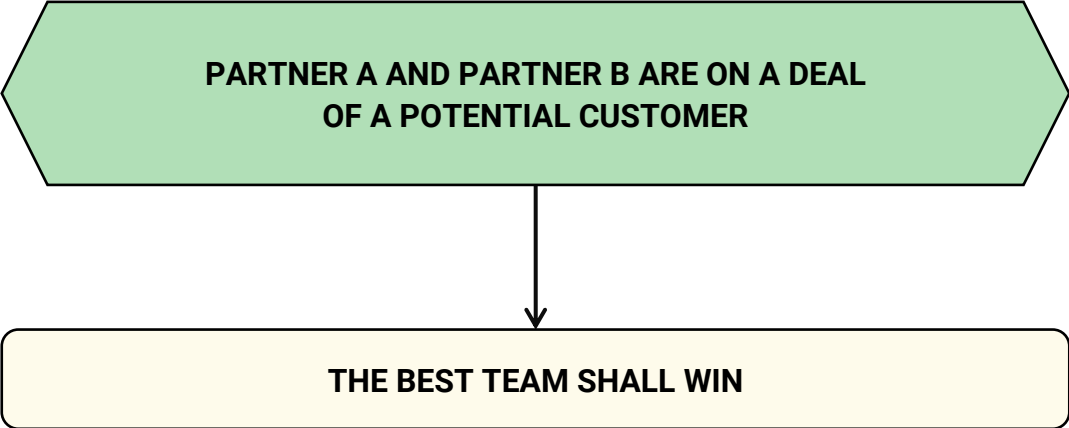 PARTNER A AND PARTNER B ARE ON A DEAL
OF A POTENTIAL CUSTOMER
THE BEST TEAM SHALL WIN